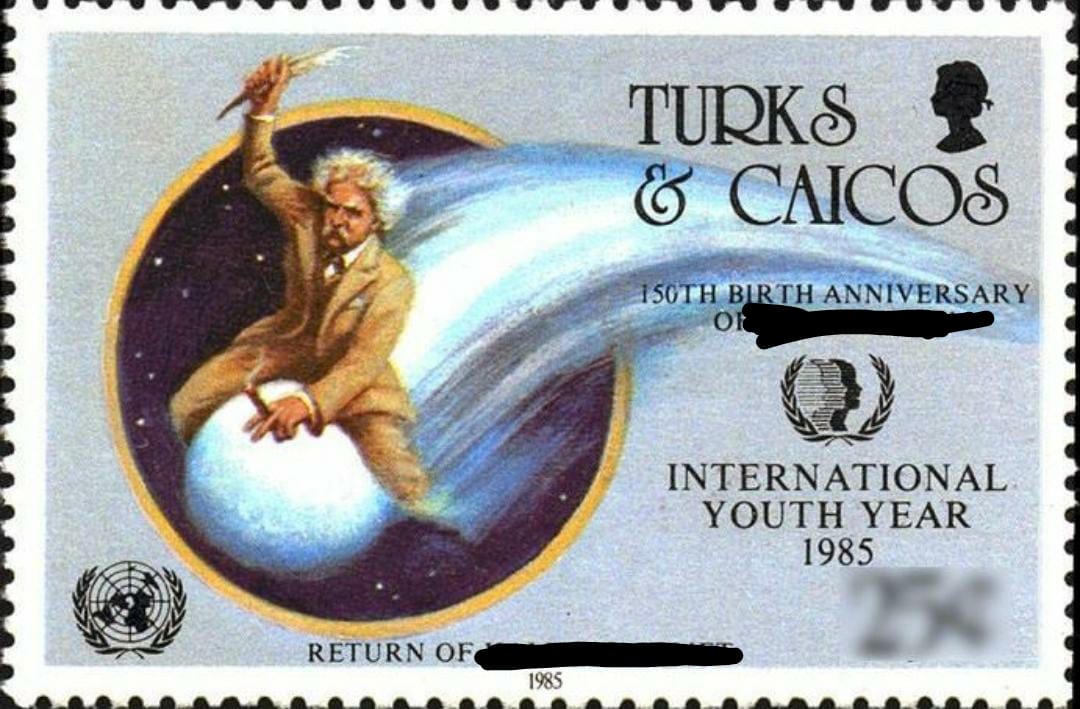 TURKS
& CAICOS
150TH BIRTH ANNIVERSARY
INTERNATIONAL
YOUTH YEAR
1985
RETURN OF
1985